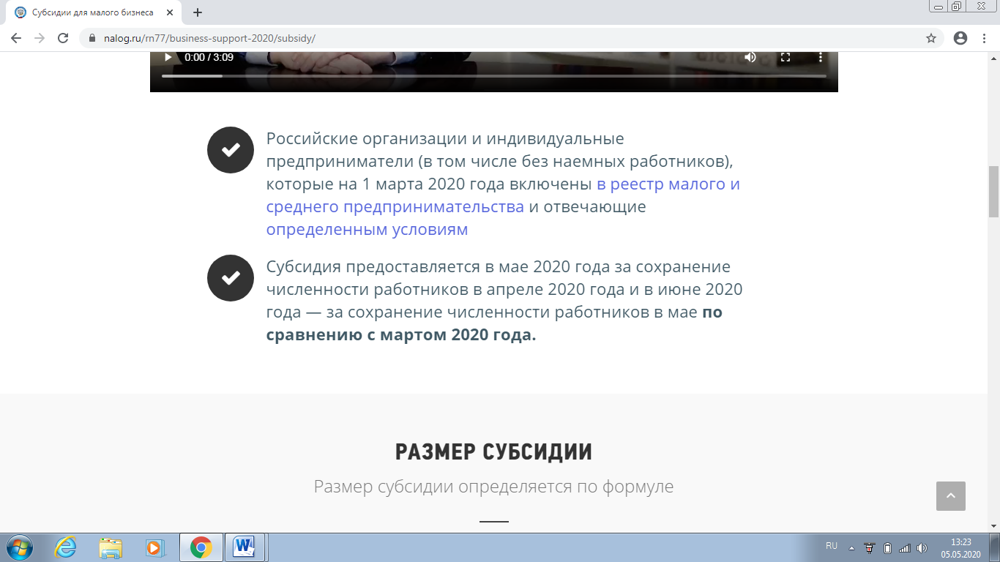 Субсидии для малого бизнеса
nalog.ru/rn77/business-support-2020/subsidy/
0:00 / 3:09
Российские организации и индивидуальные
предприниматели (в том числе без наемных работников),
которые на 1 марта 2020 года включены в реестр малого и
среднего предпринимательства и отвечающие
определенным условиям
Субсидия предоставляется в мае 2020 года за сохранение
численности работников в апреле 2020 года и в июне 2020
года — за сохранение численности работников в мае по
сравнению с мартом 2020 года.
РАЗМЕР СУБСИДИИ
Размер субсидии определяется по формуле
RU
13:23
05.05.2020